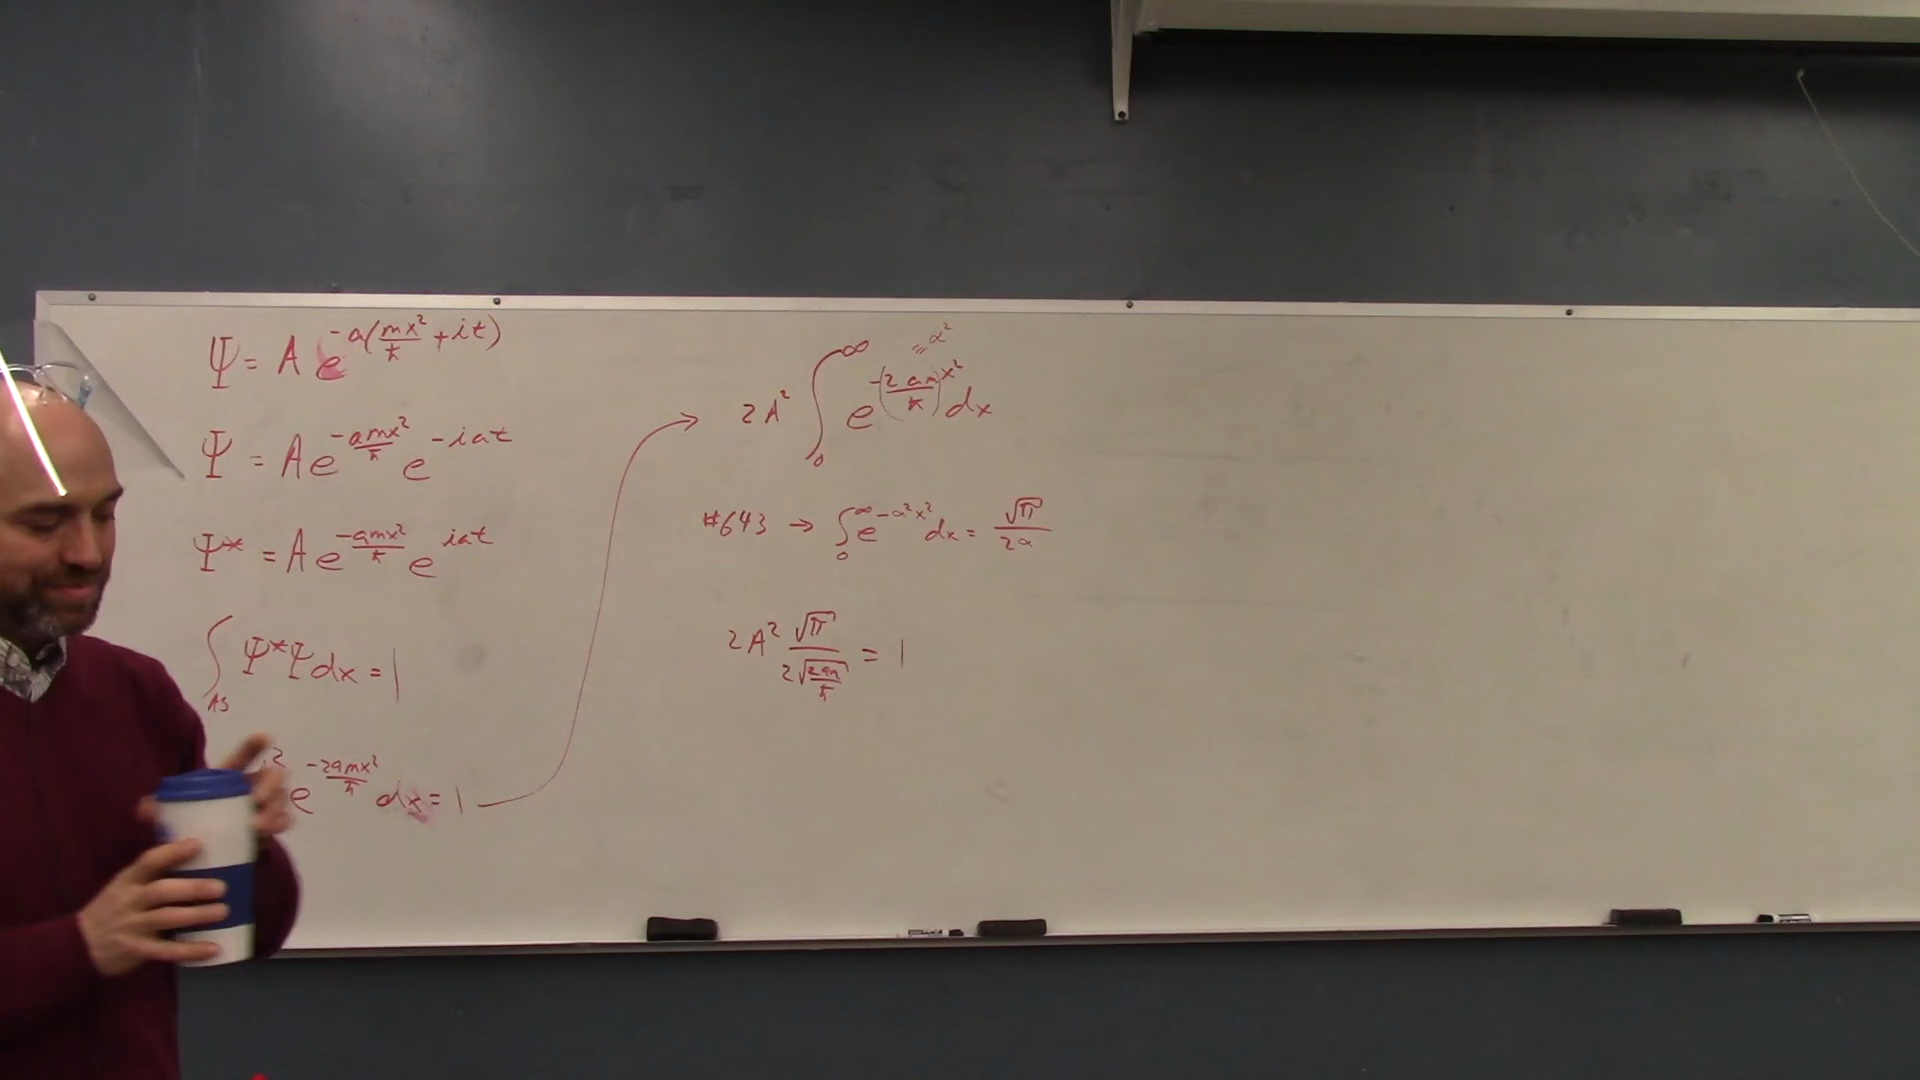 Ψ = A e^{-a(mx²/ħ + it)}
Ψ = A e^{-amx²/ħ} e^{-iat}
Ψ* = A e^{-amx²/ħ} e^{iat}
∫_{AS} Ψ*Ψ dx = 1
² e^{-2amx²/ħ} dx = 1 →
2A² ∫_0^∞ e^{-(2am/ħ)x²} dx
= α²
#643 → ∫_0^∞ e^{-α²x²} dx = √π/2α
2A² √π/(2√(2am/ħ)) = 1